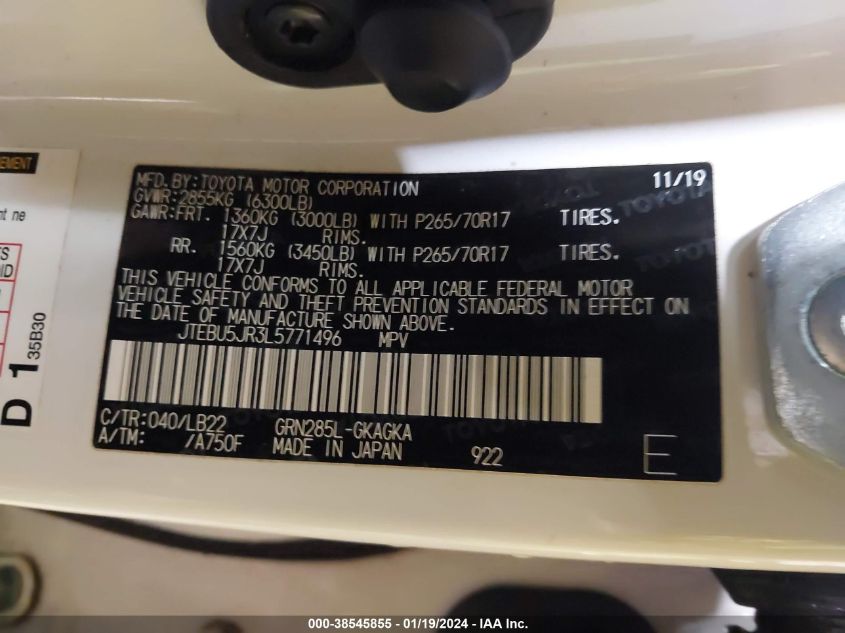 MFD. BY: TOYOTA MOTOR CORPORATION 11/19
GVWR: 2855KG (6300LB)
GAWR: FRT. 1360KG (3000LB) WITH P265/70R17 TIRES.
17X7J RIMS.
RR. 1560KG (3450LB) WITH P265/70R17 TIRES.
17X7J RIMS.
THIS VEHICLE CONFORMS TO ALL APPLICABLE FEDERAL MOTOR
VEHICLE SAFETY AND THEFT PREVENTION STANDARDS IN EFFECT ON
THE DATE OF MANUFACTURE SHOWN ABOVE.
JTEBU5JR3L5771496 MPV
C/TR: 040/LB22 GRN285L-GKAGKA
A/TM: /A750F MADE IN JAPAN 922 E
D 1
35B30
000-38545855 - 01/19/2024 - IAA Inc.